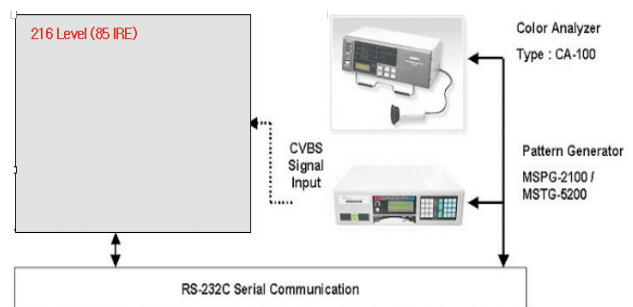 216 Level (85 IRE)
Color Analyzer
Type : CA-100
CVBS
Signal
Input
Pattern Generator
MSPG-2100 /
MSTG-5200
RS-232C Serial Communication